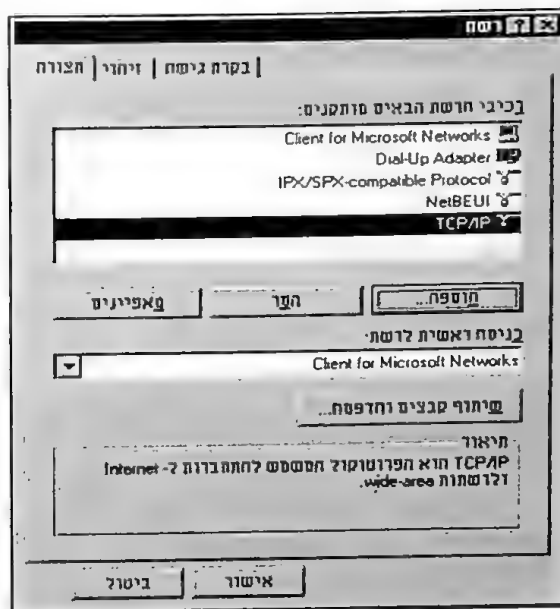 רשת
תצורה | זיהוי | בקרת גישה
רכיבי הרשת הבאים מותקנים:
Client for Microsoft Networks
Dial-Up Adapter
IPX/SPX-compatible Protocol
NetBEUI
TCP/IP
הוספה... הסר מאפיינים
כניסה ראשית לרשת:
Client for Microsoft Networks
שיתוף קבצים והדפסה...
תיאור
TCP/IP הוא הפרוטוקול המשמש להתחברות ל- Internet
ולרשתות wide-area.
אישור ביטול